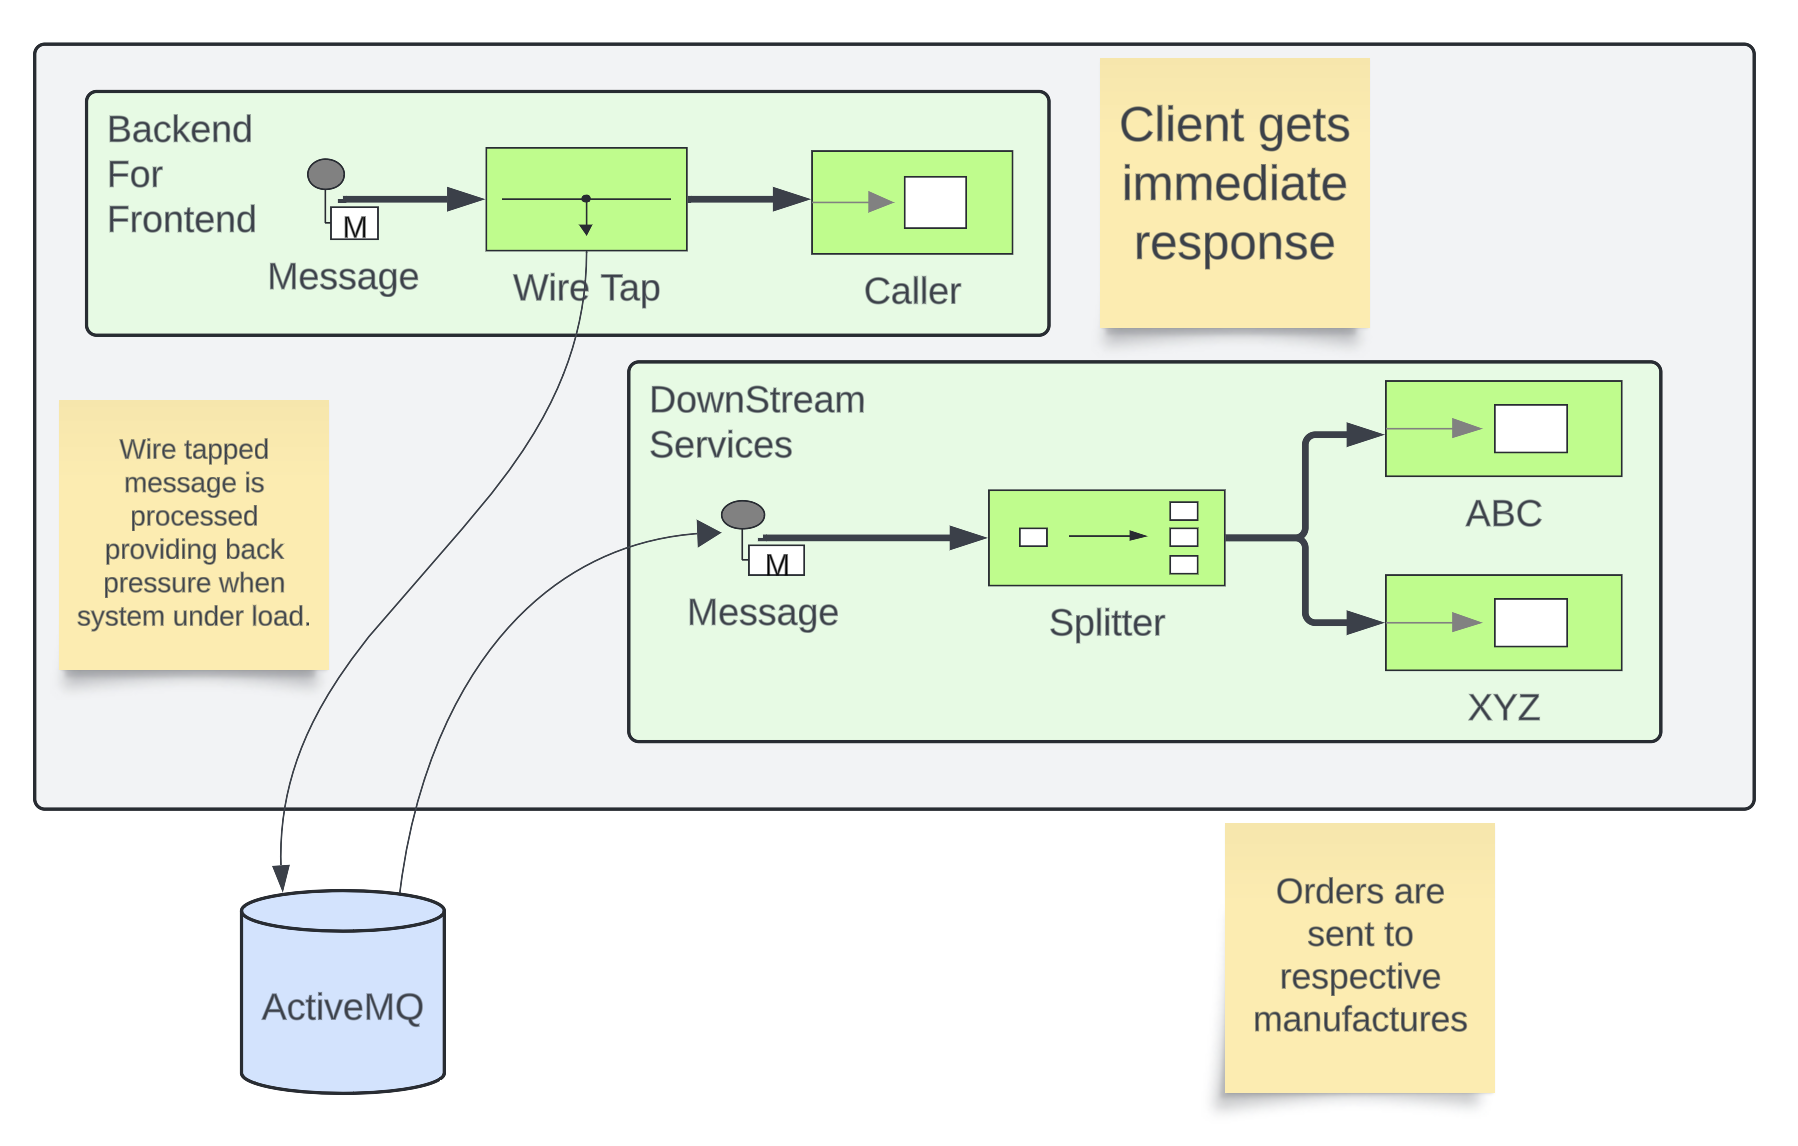 Backend
For
Frontend
M
Message
Wire Tap
Caller
Client gets
immediate
response
Wire tapped
message is
processed
providing back
pressure when
system under load.
DownStream
Services
M
Message
Splitter
ABC
XYZ
ActiveMQ
Orders are
sent to
respective
manufactures